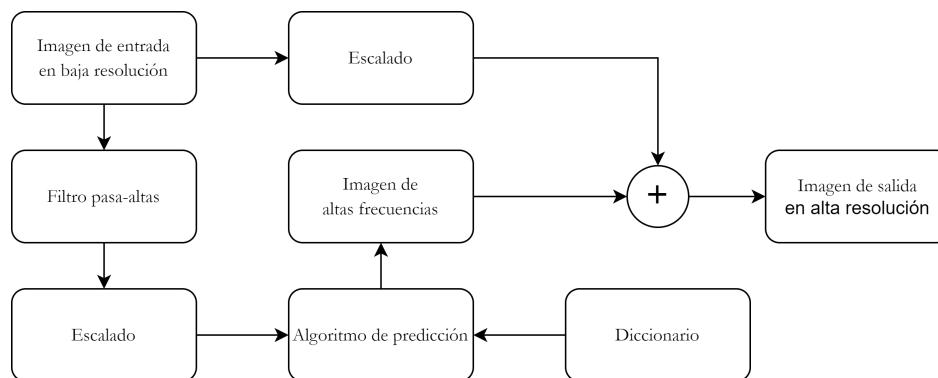 Imagen de entrada
en baja resolución
Escalado
Filtro pasa-altas
Imagen de
altas frecuencias
+
Imagen de salida
en alta resolución
Escalado
Algoritmo de predicción
Diccionario